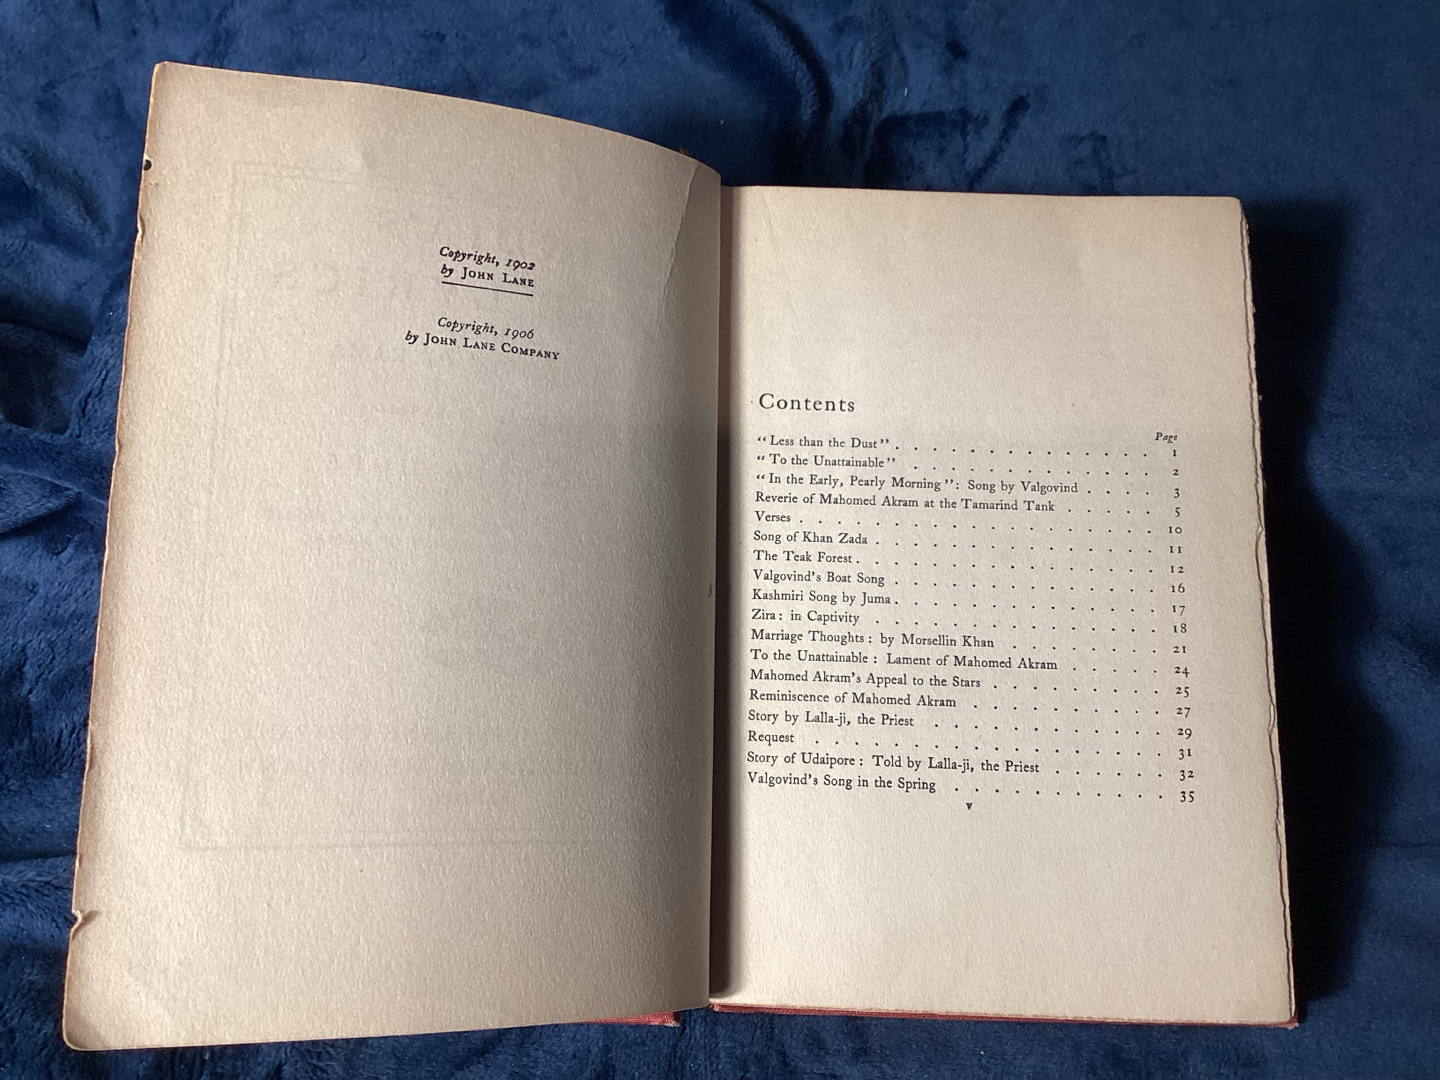 Copyright, 1902
by JOHN LANE
Copyright, 1906
by JOHN LANE COMPANY
Contents
Page
“Less than the Dust” . . . . . . . . . . . . . . 1
“To the Unattainable” . . . . . . . . . . . . . 2
“In the Early, Pearly Morning”: Song by Valgovind . . . . 3
Reverie of Mahomed Akram at the Tamarind Tank . . . . . 5
Verses . . . . . . . . . . . . . . . . . . . 10
Song of Khan Zada . . . . . . . . . . . . . . . 11
The Teak Forest . . . . . . . . . . . . . . . . 12
Valgovind's Boat Song . . . . . . . . . . . . . . 16
Kashmiri Song by Juma . . . . . . . . . . . . . . 17
Zira: in Captivity . . . . . . . . . . . . . . . 18
Marriage Thoughts: by Morsellin Khan . . . . . . . . 21
To the Unattainable: Lament of Mahomed Akram . . . . . 24
Mahomed Akram's Appeal to the Stars . . . . . . . . . 25
Reminiscence of Mahomed Akram . . . . . . . . . . 27
Story by Lalla-ji, the Priest . . . . . . . . . . . . 29
Request . . . . . . . . . . . . . . . . . . 31
Story of Udaipore: Told by Lalla-ji, the Priest . . . . . . 32
Valgovind's Song in the Spring . . . . . . . . . . . 35
v